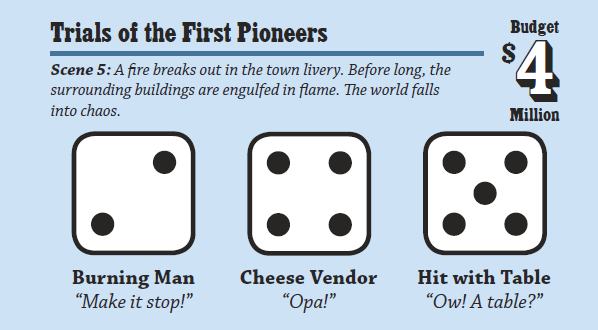 Trials of the First Pioneers
Budget
$4
Million
Scene 5: A fire breaks out in the town livery. Before long, the
surrounding buildings are engulfed in flame. The world falls
into chaos.
Burning Man
“Make it stop!”
Cheese Vendor
“Opa!”
Hit with Table
“Ow! A table?”